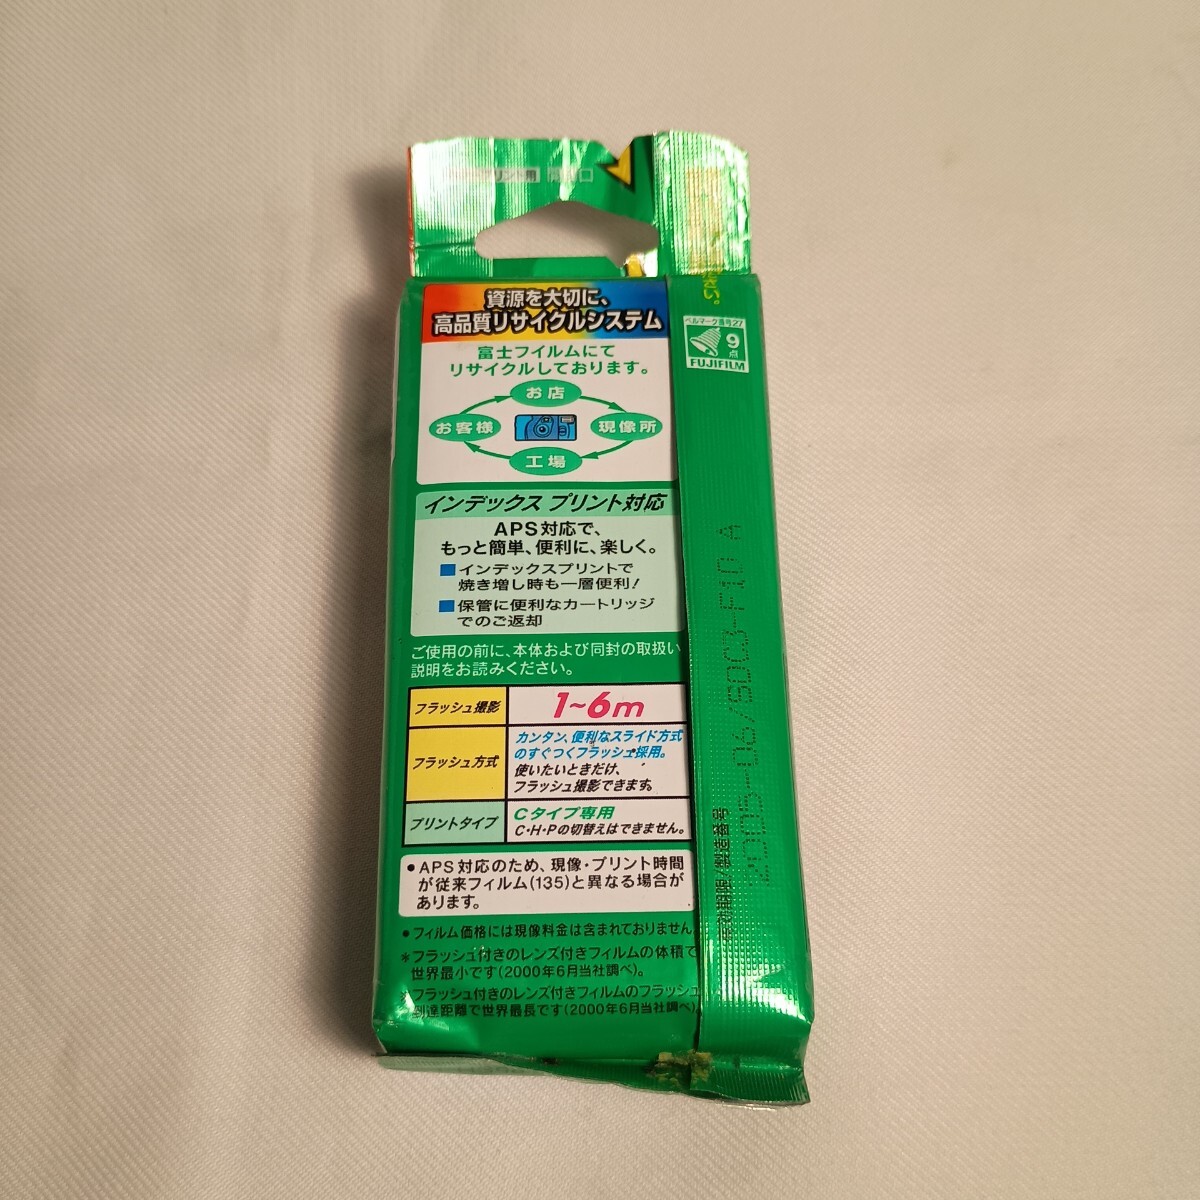 プリント用
資源を大切に、
高品質リサイクルシステム
富士フイルムにて
リサイクルしております。
お店
お客様
現像所
工場
インデックス プリント対応
APS対応で、
もっと簡単、便利に、楽しく。
■インデックスプリントで
焼き増し時も一層便利!
■保管に便利なカートリッジ
でのご返却
ご使用の前に、本体および同封の取扱い
説明をお読みください。
フラッシュ撮影
1~6m
フラッシュ方式
カンタン、便利なスライド方式
のすぐつくフラッシュ採用。
使いたいときだけ、
フラッシュ撮影できます。
プリントタイプ
Cタイプ専用
C・H・Pの切替えはできません。
●APS対応のため、現像・プリント時間
が従来フィルム(135)と異なる場合が
あります。
●フィルム価格には現像料金は含まれておりません
*フラッシュ付きのレンズ付きフィルムの体積で
世界最小です(2000年6月当社調べ)。
*フラッシュ付きのレンズ付きフィルムのフラッシュ
到達距離で世界最長です(2000年6月当社調べ)
ベルマーク番号27
9
点
FUJIFILM
有効期限/製造番号